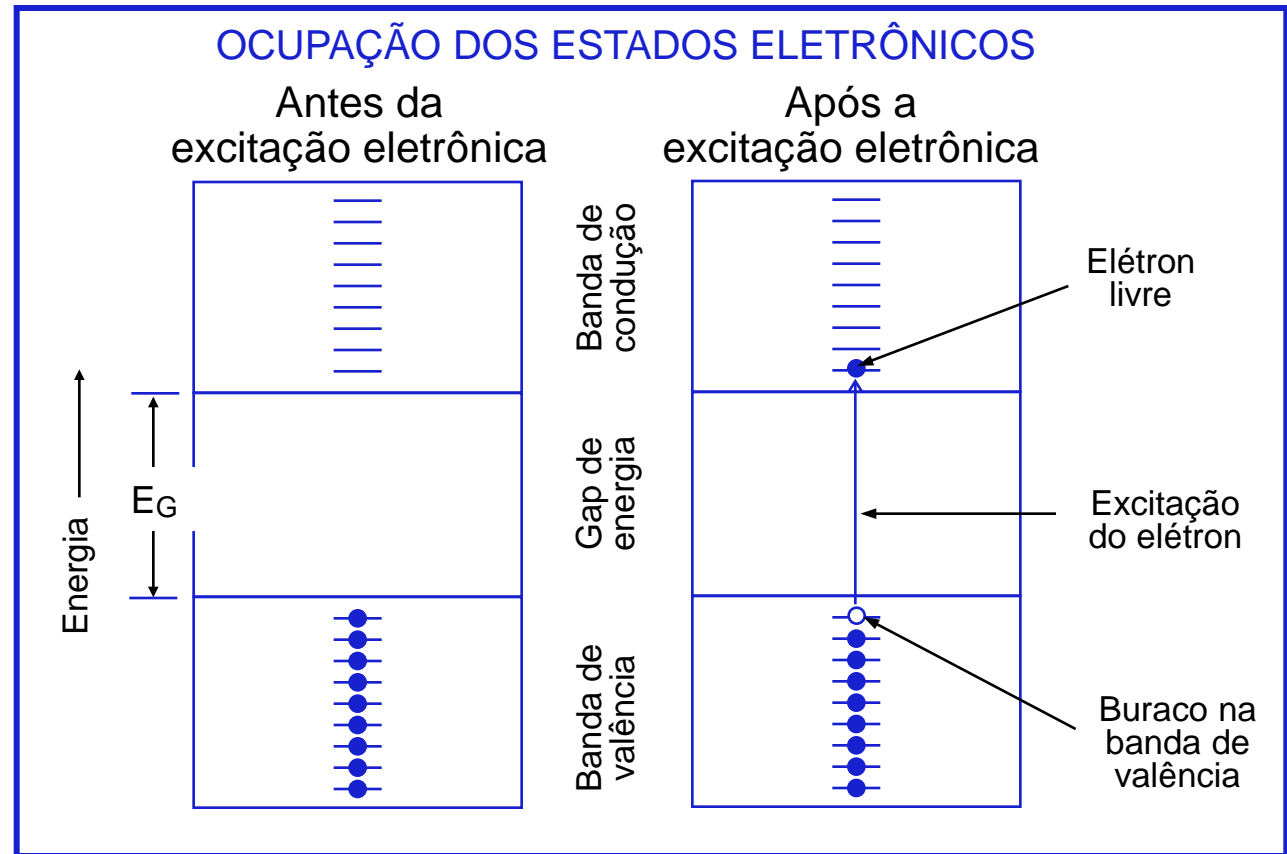 OCUPAÇÃO DOS ESTADOS ELETRÔNICOS
Antes da
excitação eletrônica
Após a
excitação eletrônica
Banda de
condução
Elétron
livre
Energia
EG
Gap de
energia
Excitação
do elétron
Banda de
valência
Buraco na
banda de
valência